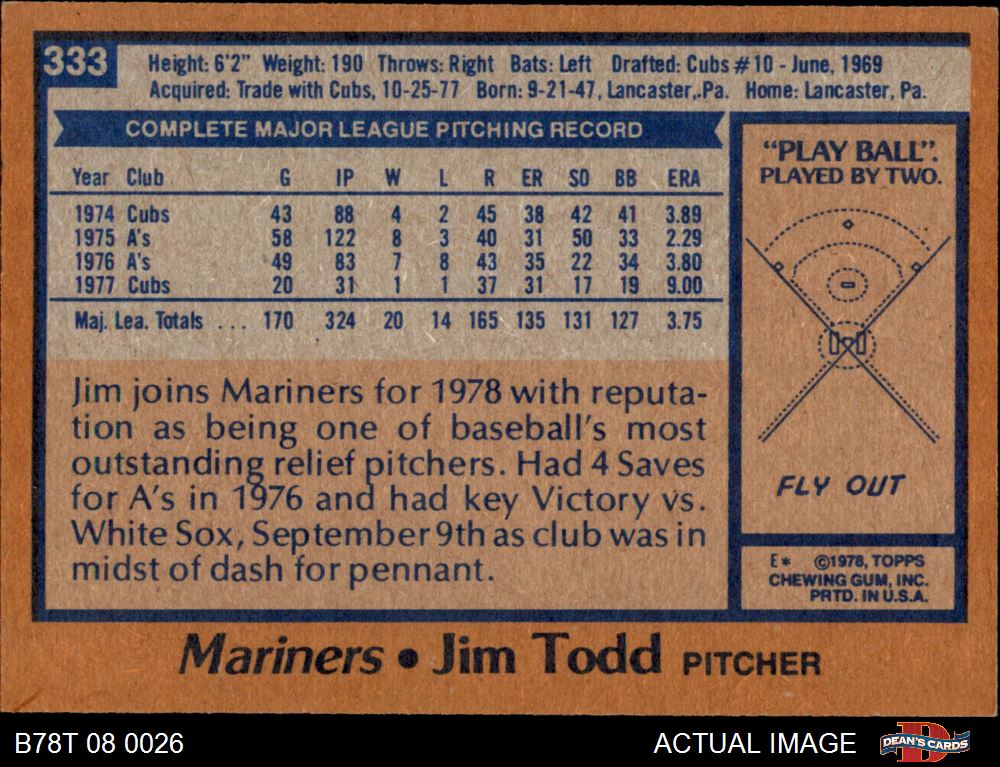 333
Height: 6'2" Weight: 190 Throws: Right Bats: Left Drafted: Cubs #10 - June, 1969
Acquired: Trade with Cubs, 10-25-77 Born: 9-21-47, Lancaster,.Pa. Home: Lancaster, Pa.
COMPLETE MAJOR LEAGUE PITCHING RECORD
Year Club G IP W L R ER SO BB ERA
1974 Cubs 43 88 4 2 45 38 42 41 3.89
1975 A's 58 122 8 3 40 31 50 33 2.29
1976 A's 49 83 7 8 43 35 22 34 3.80
1977 Cubs 20 31 1 1 37 31 17 19 9.00
Maj. Lea. Totals ... 170 324 20 14 165 135 131 127 3.75
Jim joins Mariners for 1978 with reputa-
tion as being one of baseball's most
outstanding relief pitchers. Had 4 Saves
for A's in 1976 and had key Victory vs.
White Sox, September 9th as club was in
midst of dash for pennant.
"PLAY BALL".
PLAYED BY TWO.
FLY OUT
E* ©1978, TOPPS
CHEWING GUM, INC.
PRTD. IN U.S.A.
Mariners • Jim Todd PITCHER
B78T 08 0026
ACTUAL IMAGE
D
DEAN'S CARDS